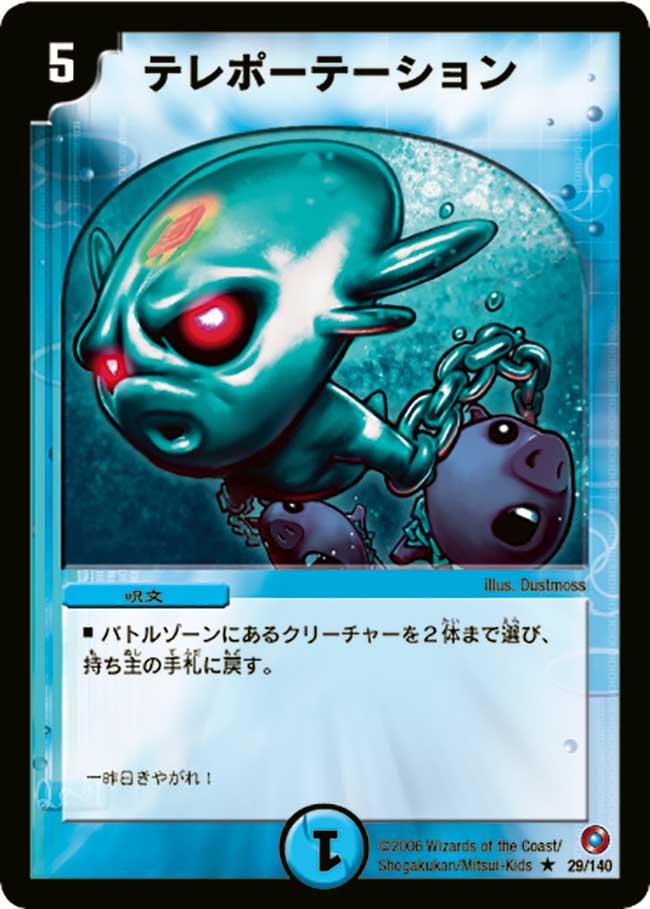 5
テレポーテーション
illus. Dustmoss
呪文
■ バトルゾーンにあるクリーチャーを2体まで選び、
持ち主の手札に戻す。
一昨日きやがれ！
1
©2006 Wizards of the Coast/
Shogakukan/Mitsui-Kids ★ 29/140